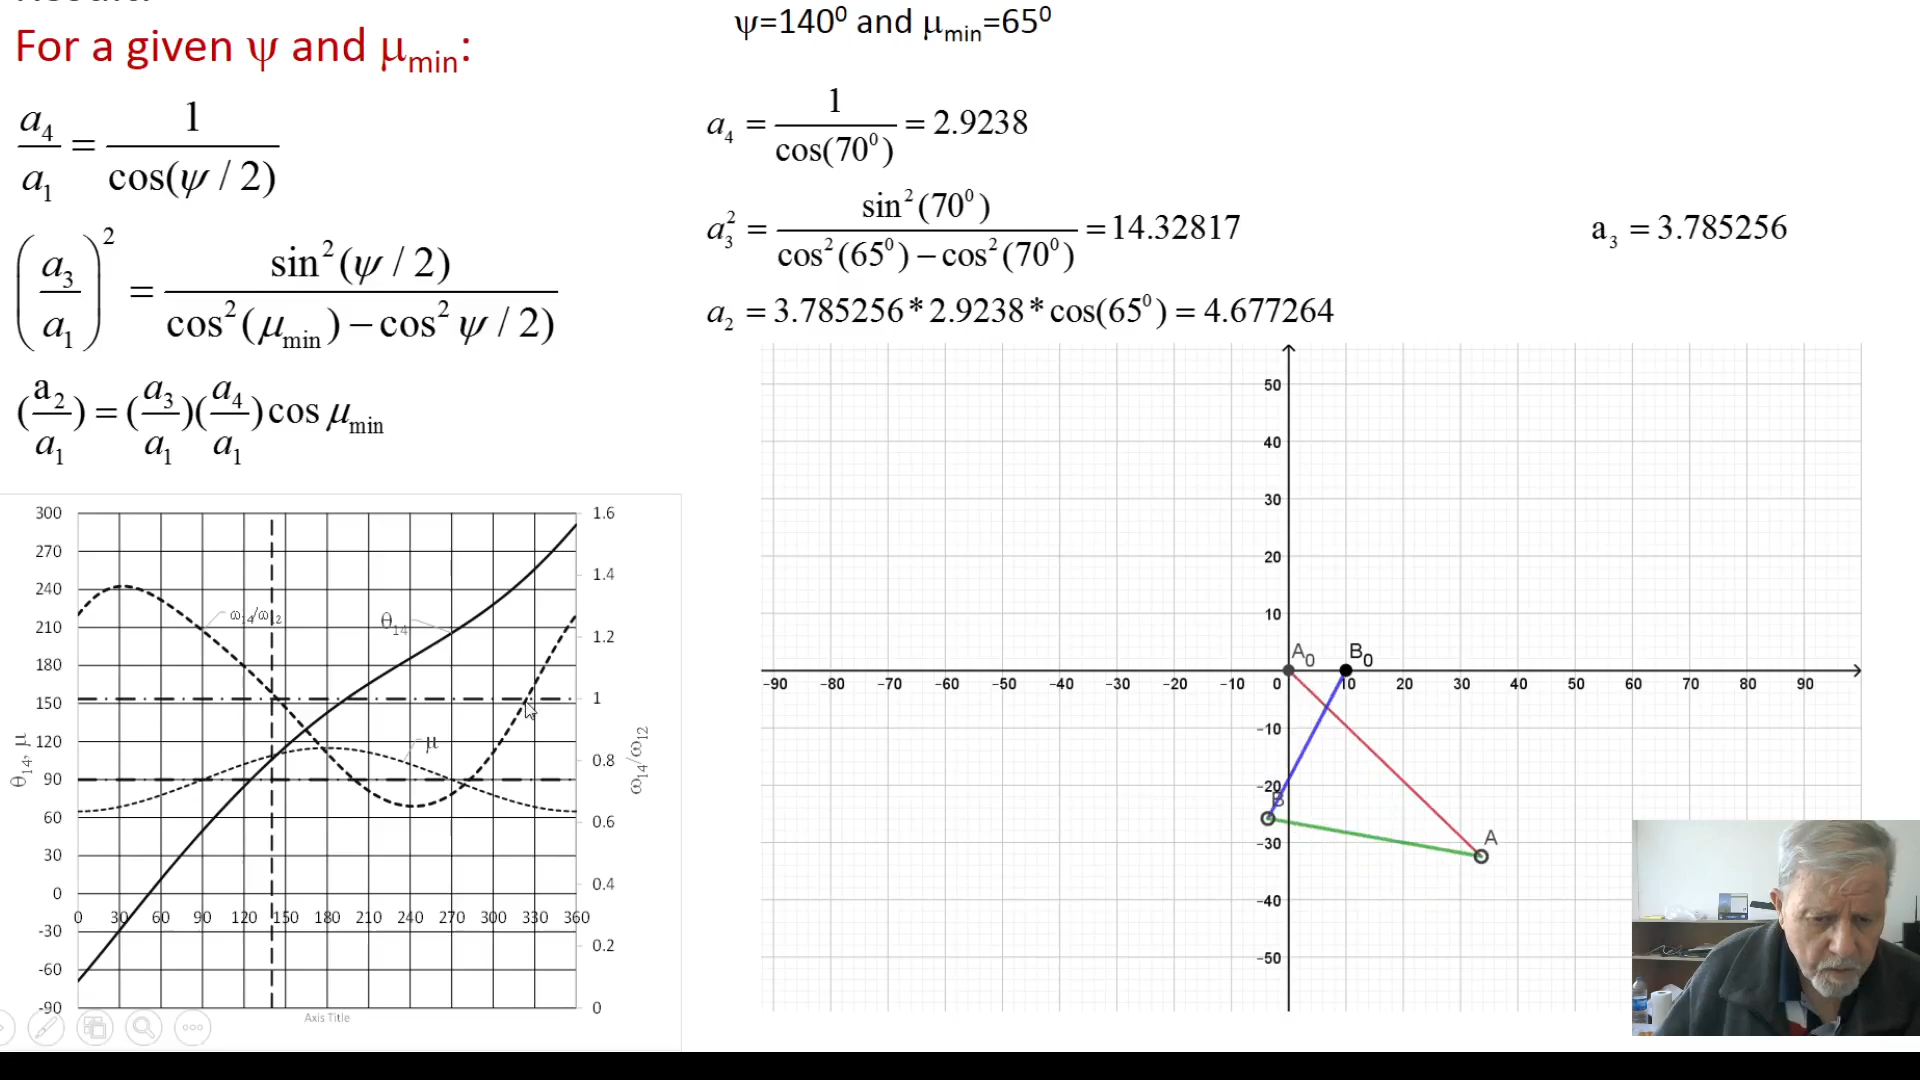 For a given ψ and μmin:
a4/a1 = 1/cos(ψ / 2)
(a3/a1)² = sin²(ψ / 2)/cos²(μmin) − cos² ψ / 2)
(a2/a1) = (a3/a1)(a4/a1) cos μmin
ψ=140⁰ and μmin=65⁰
a4 = 1/cos(70⁰) = 2.9238
a3² = sin²(70⁰)/cos²(65⁰) − cos²(70⁰) = 14.32817
a3 = 3.785256
a2 = 3.785256 * 2.9238 * cos(65⁰) = 4.677264
300
270
240
210
180
150
120
90
60
30
0
-30
-60
-90
θ14, μ
0 30 60 90 120 150 180 210 240 270 300 330 360
Axis Title
1.6
1.4
1.2
1
0.8
0.6
0.4
0.2
0
ω14/ω12
ω14/ω12
θ14
μ
50
40
30
20
10
A0 B0
-90 -80 -70 -60 -50 -40 -30 -20 -10 0 10 20 30 40 50 60 70 80 90
-10
-20
B
A
-30
-40
-50